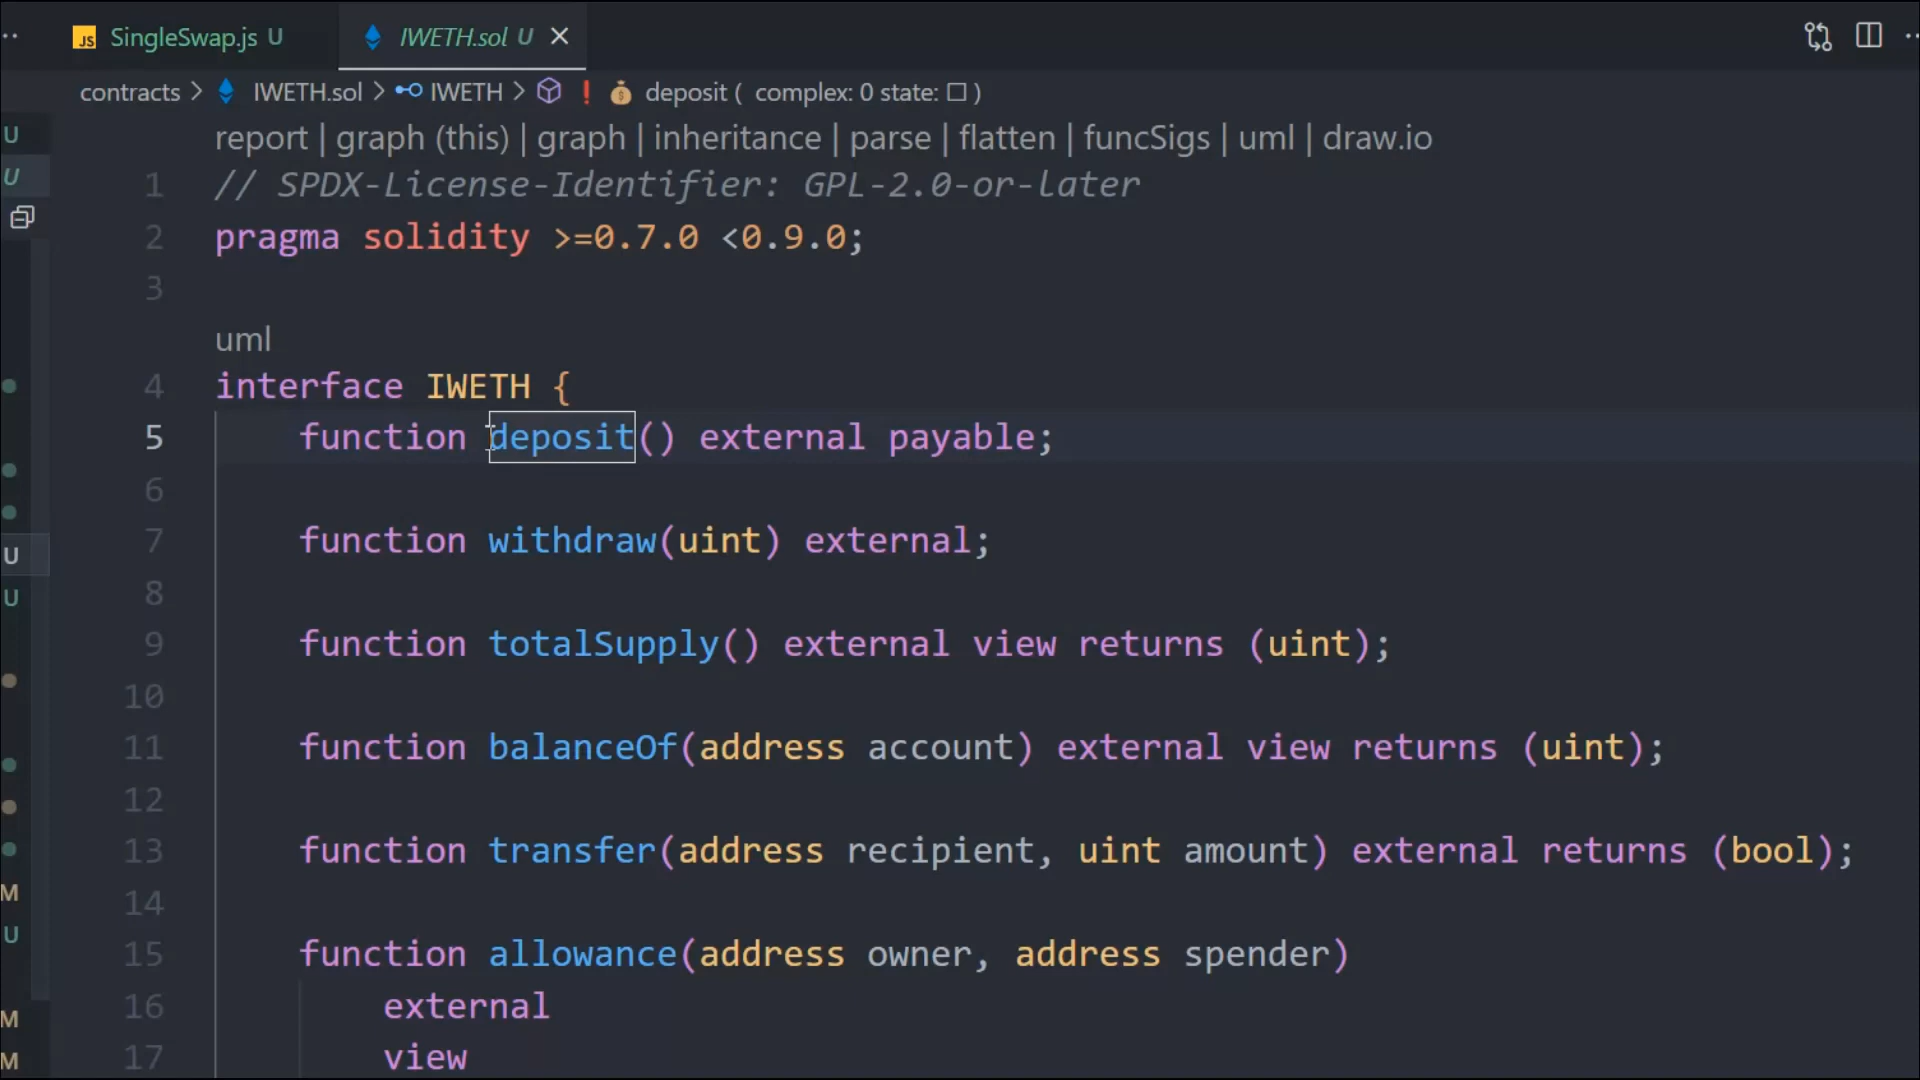 SingleSwap.js U
IWETH.sol U
contracts > IWETH.sol > IWETH > deposit ( complex: 0 state: ☐ )
report | graph (this) | graph | inheritance | parse | flatten | funcSigs | uml | draw.io
1 // SPDX-License-Identifier: GPL-2.0-or-later
2 pragma solidity >=0.7.0 <0.9.0;
3
uml
4 interface IWETH {
5 function deposit() external payable;
6
7 function withdraw(uint) external;
8
9 function totalSupply() external view returns (uint);
10
11 function balanceOf(address account) external view returns (uint);
12
13 function transfer(address recipient, uint amount) external returns (bool);
14
15 function allowance(address owner, address spender)
16 external
17 view
U
U
U
U
M
U
M
M